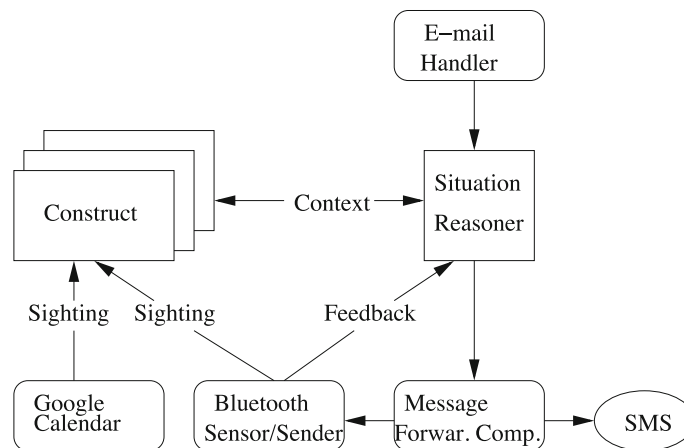 E-mail
Handler
Construct
Context
Situation
Reasoner
Sighting
Sighting
Feedback
Google
Calendar
Bluetooth
Sensor/Sender
Message
Forwar. Comp.
SMS